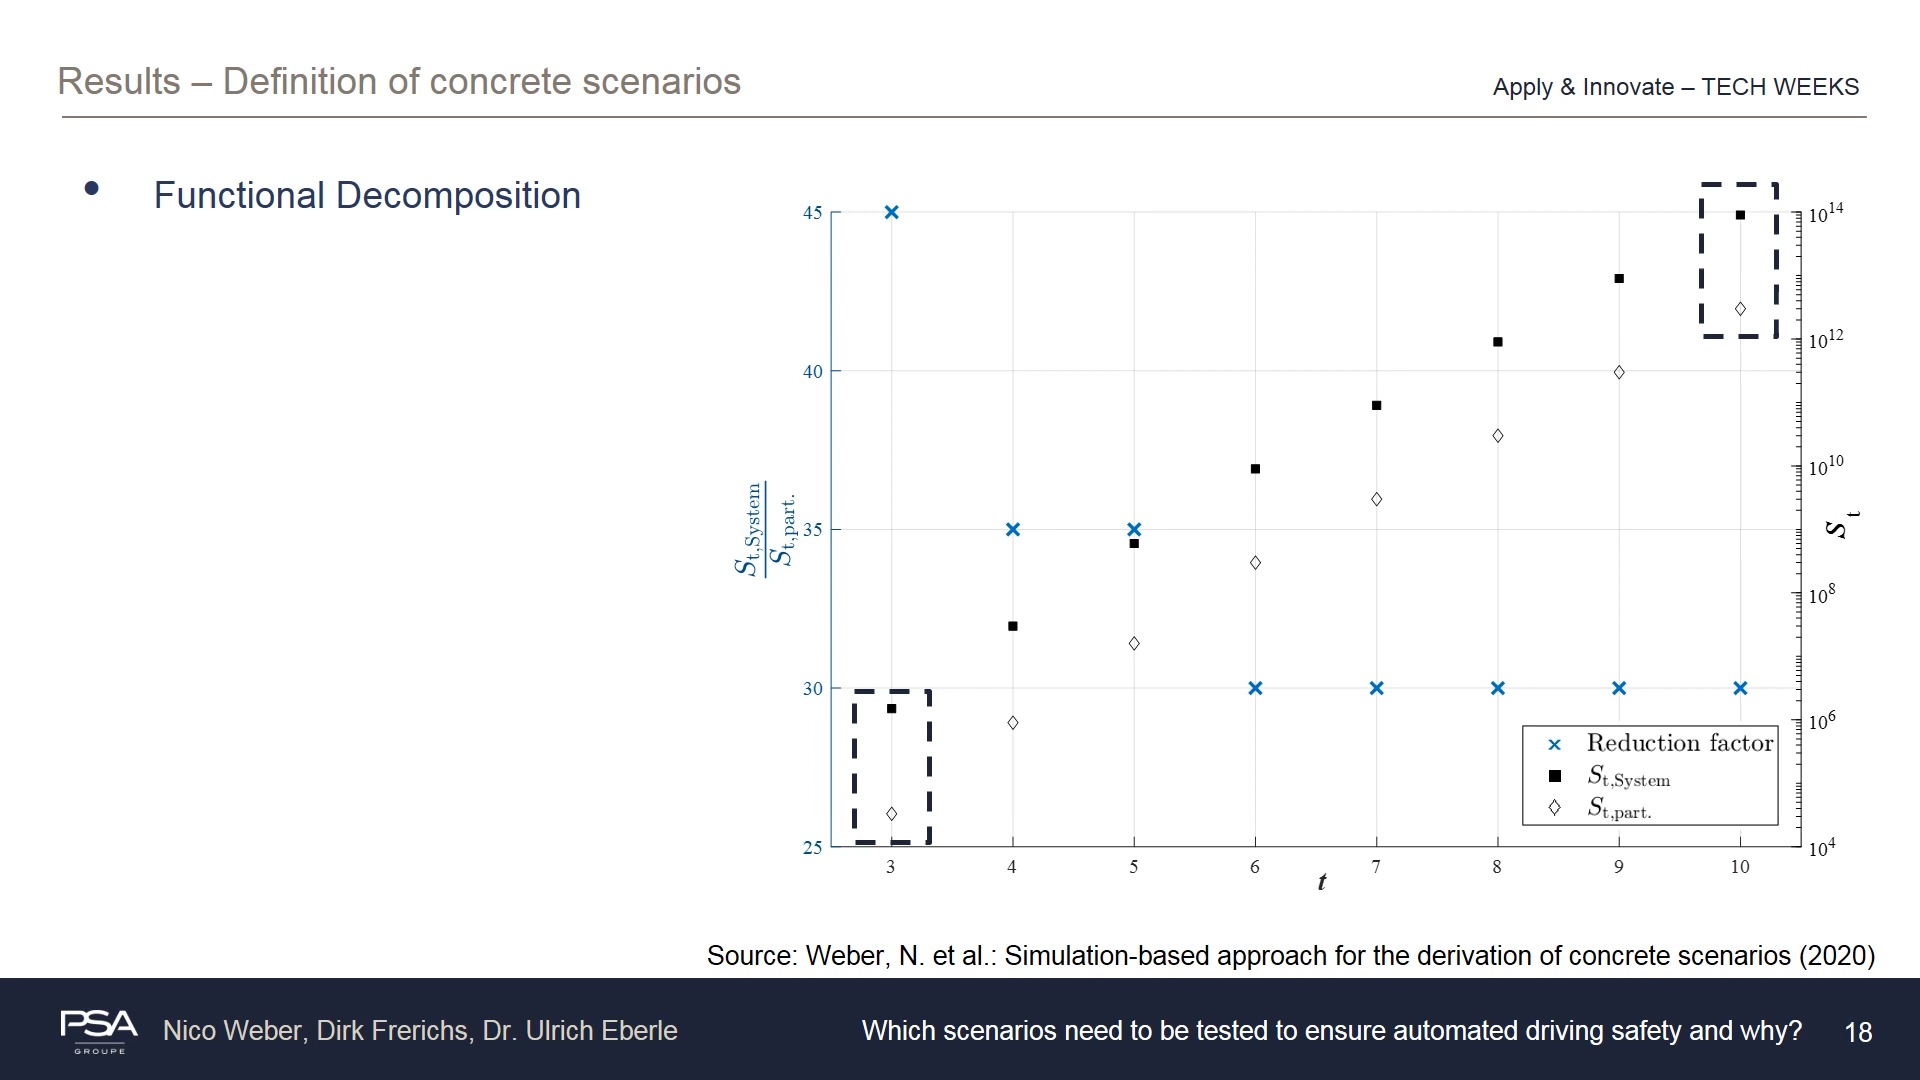 Results – Definition of concrete scenarios
Apply & Innovate – TECH WEEKS
• Functional Decomposition
45
40
35
30
25
S_t,System
S_t,part.
3 4 5 6 7 8 9 10
t
10^14
10^12
10^10
10^8
10^6
10^4
S_t
Reduction factor
S_t,System
S_t,part.
Source: Weber, N. et al.: Simulation-based approach for the derivation of concrete scenarios (2020)
PSA
GROUPE
Nico Weber, Dirk Frerichs, Dr. Ulrich Eberle
Which scenarios need to be tested to ensure automated driving safety and why?
18